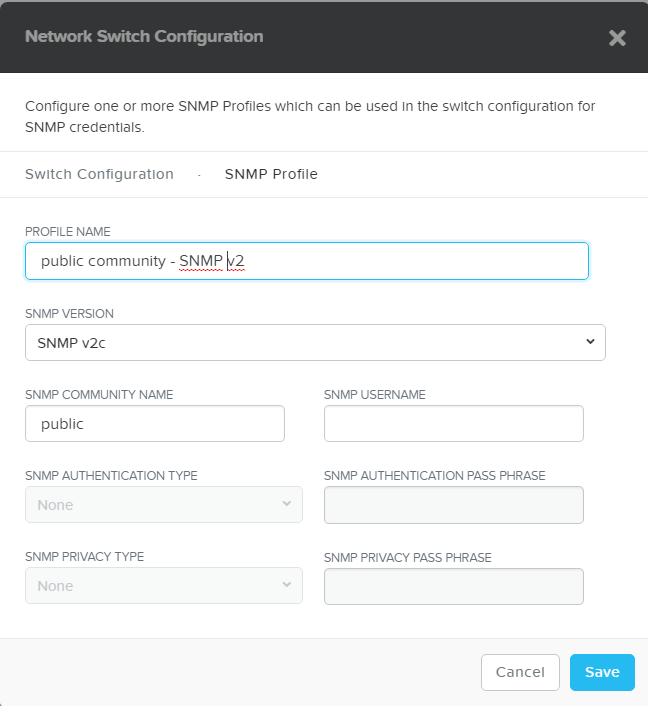 Network Switch Configuration
Configure one or more SNMP Profiles which can be used in the switch configuration for
SNMP credentials.
Switch Configuration · SNMP Profile
PROFILE NAME
public community - SNMP v2
SNMP VERSION
SNMP v2c
SNMP COMMUNITY NAME SNMP USERNAME
public
SNMP AUTHENTICATION TYPE SNMP AUTHENTICATION PASS PHRASE
None
SNMP PRIVACY TYPE SNMP PRIVACY PASS PHRASE
None
Cancel Save